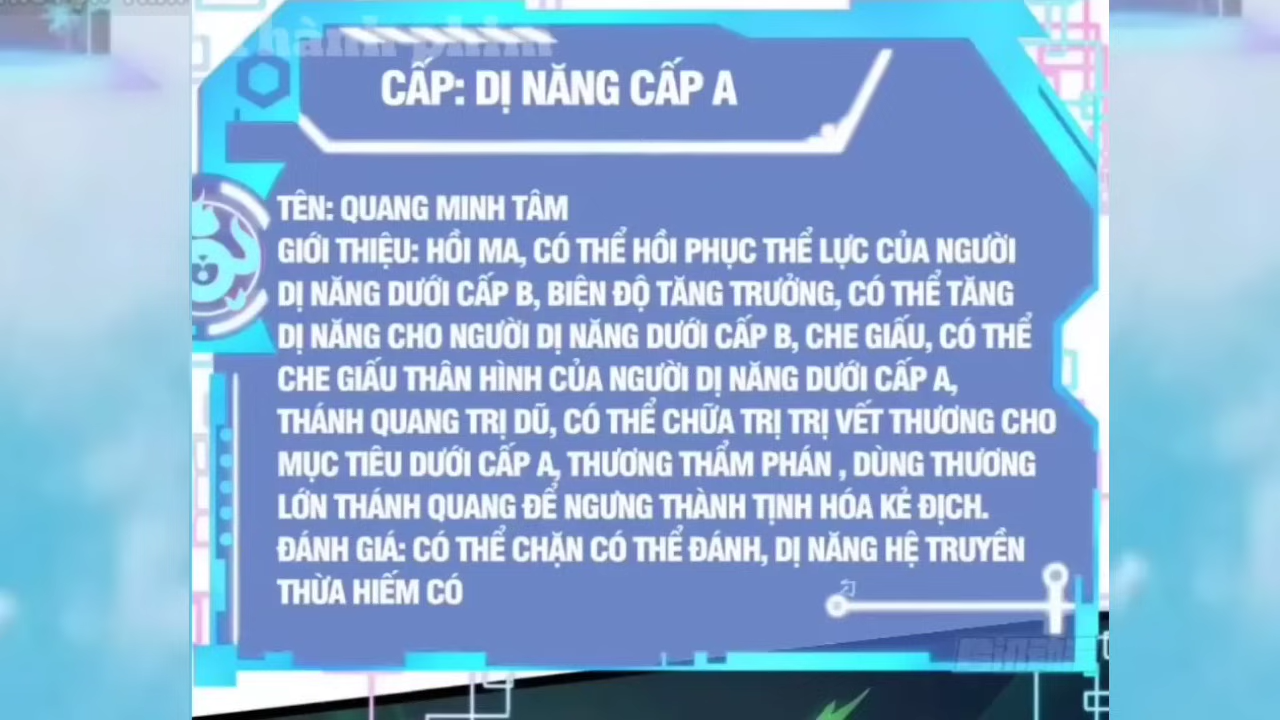 Thành phim
CẤP: DỊ NĂNG CẤP A
TÊN: QUANG MINH TÂM
GIỚI THIỆU: HỒI MA, CÓ THỂ HỒI PHỤC THỂ LỰC CỦA NGƯỜI
DỊ NĂNG DƯỚI CẤP B, BIÊN ĐỘ TĂNG TRƯỞNG, CÓ THỂ TĂNG
DỊ NĂNG CHO NGƯỜI DỊ NĂNG DƯỚI CẤP B, CHE GIẤU, CÓ THỂ
CHE GIẤU THÂN HÌNH CỦA NGƯỜI DỊ NĂNG DƯỚI CẤP A,
THÁNH QUANG TRỊ DŨ, CÓ THỂ CHỮA TRỊ TRỊ VẾT THƯƠNG CHO
MỤC TIÊU DƯỚI CẤP A, THƯƠNG THẨM PHÁN , DÙNG THƯƠNG
LỚN THÁNH QUANG ĐỂ NGƯNG THÀNH TỊNH HÓA KẺ ĐỊCH.
ĐÁNH GIÁ: CÓ THỂ CHẶN CÓ THỂ ĐÁNH, DỊ NĂNG HỆ TRUYỀN
THỪA HIẾM CÓ